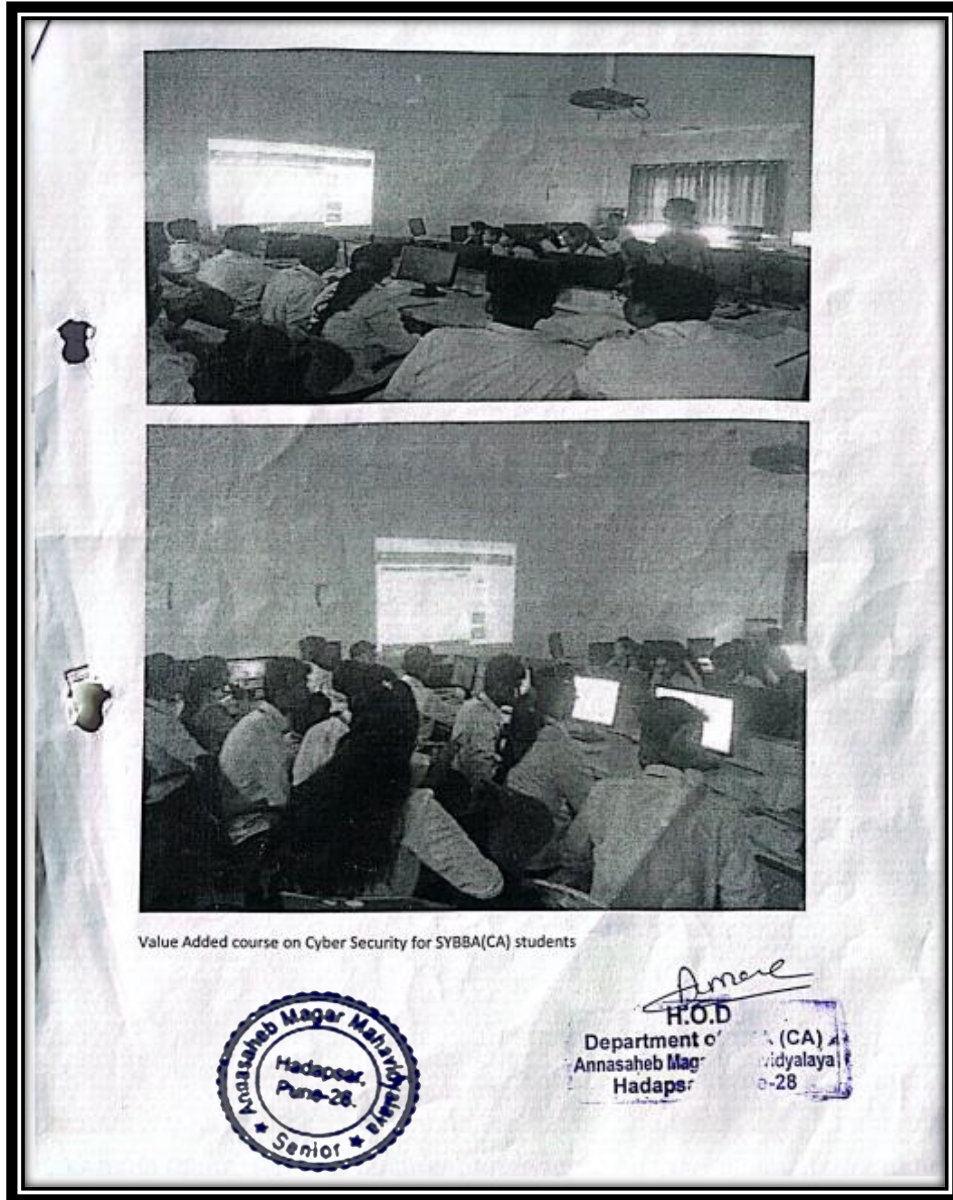 Value Added course on Cyber Security for SYBBA(CA) students
Annasaheb Magar Mahavidyalaya
Hadapsar,
Pune-28.
★ Senior ★
H.O.D
Department o (CA)
Annasaheb Mag vidyalaya
Hadaps -28